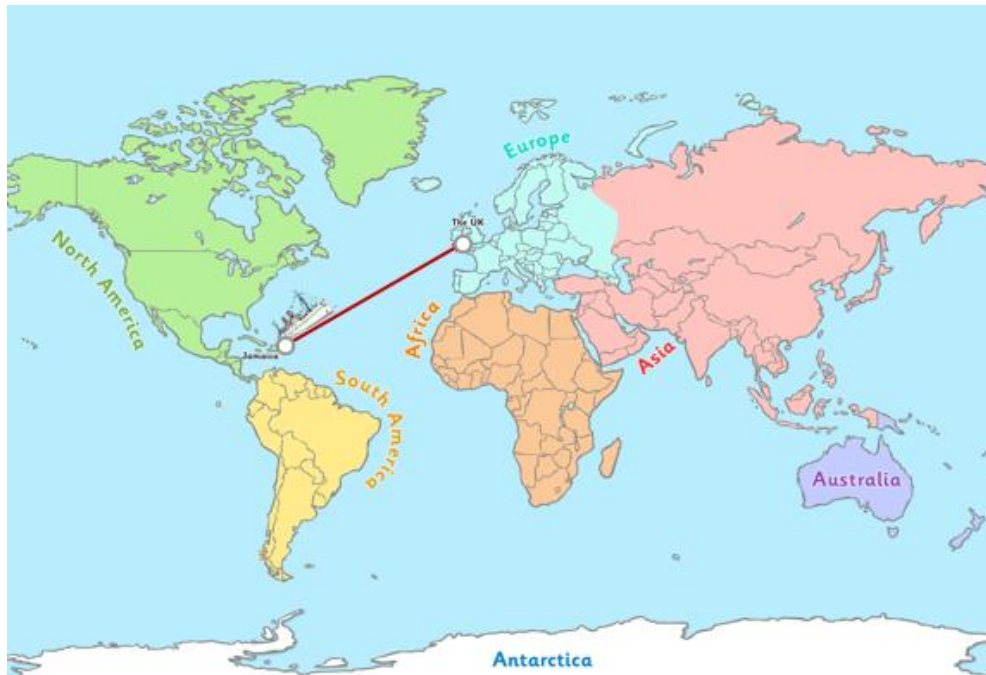 Europe
The UK
North America
Africa
Jamaica
Asia
South America
Australia
Antarctica